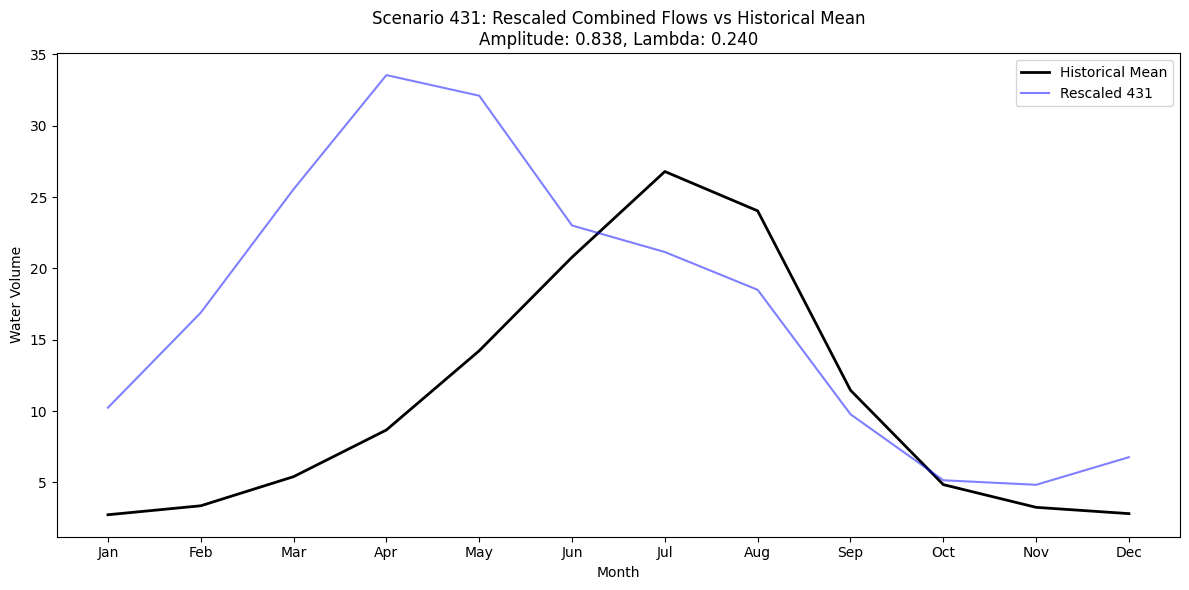 Scenario 431: Rescaled Combined Flows vs Historical Mean
Amplitude: 0.838, Lambda: 0.240
Historical Mean
Rescaled 431
35
30
25
20
15
10
5
Water Volume
Jan Feb Mar Apr May Jun Jul Aug Sep Oct Nov Dec
Month